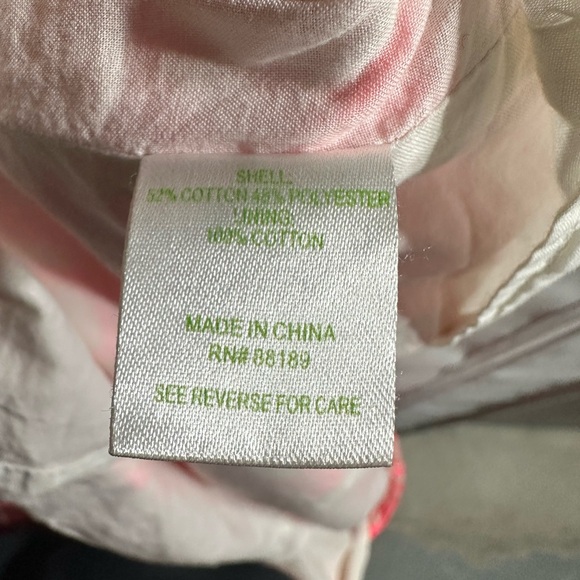 SHELL:
52% COTTON 48% POLYESTER
LINING:
100% COTTON
MADE IN CHINA
RN# 88189
SEE REVERSE FOR CARE